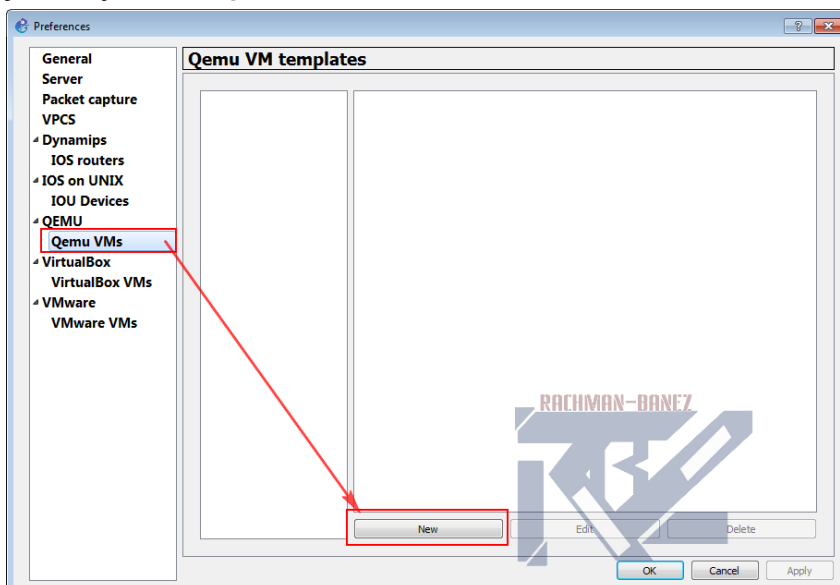 Preferences
General
Server
Packet capture
VPCS
Dynamips
IOS routers
IOS on UNIX
IOU Devices
QEMU
Qemu VMs
VirtualBox
VirtualBox VMs
VMware
VMware VMs
Qemu VM templates
RACHMAN-BANEZ
New
Edit
Delete
OK
Cancel
Apply